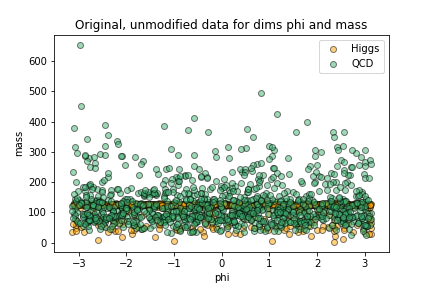 Original, unmodified data for dims phi and mass
Higgs
QCD
600
500
400
300
200
100
0
mass
−3 −2 −1 0 1 2 3
phi